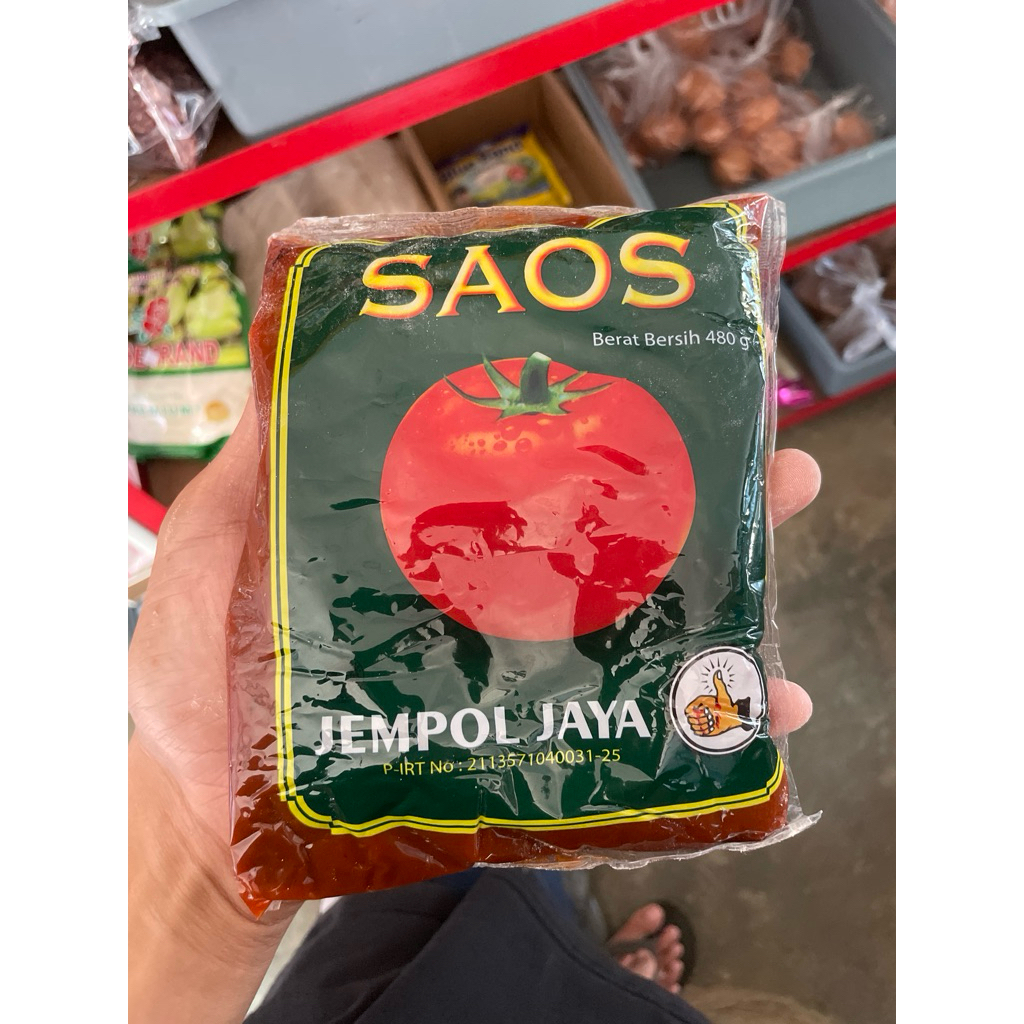 SAOS
Berat Bersih 480 g
JEMPOL JAYA
P-IRT No : 2113571040031-25